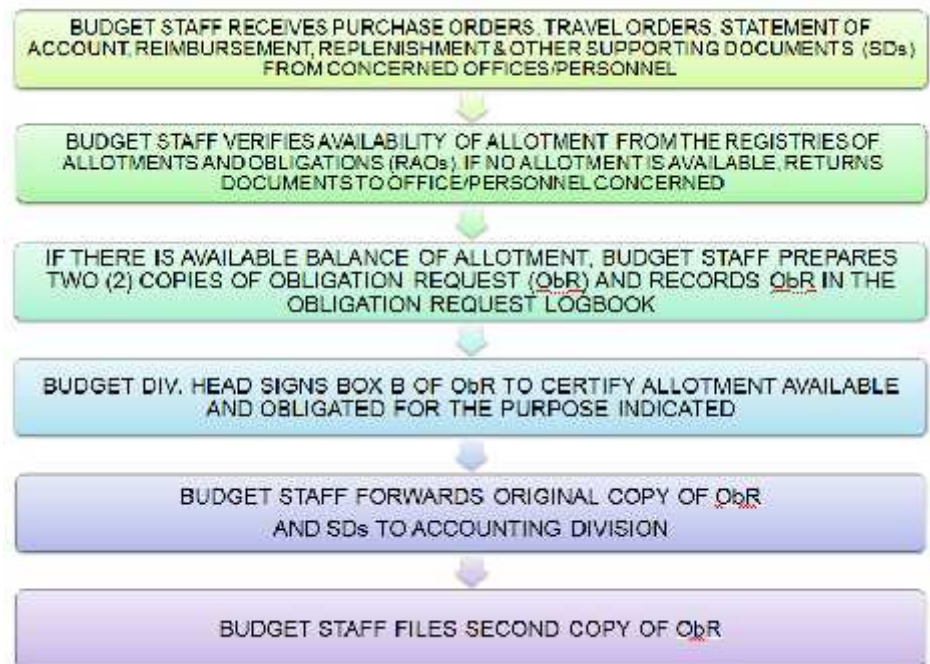 BUDGET STAFF RECEIVES PURCHASE ORDERS, TRAVEL ORDERS, STATEMENT OF
ACCOUNT, REIMBURSEMENT, REPLENISHMENT & OTHER SUPPORTING DOCUMENTS (SDs)
FROM CONCERNED OFFICES/PERSONNEL
BUDGET STAFF VERIFIES AVAILABILITY OF ALLOTMENT FROM THE REGISTRIES OF
ALLOTMENTS AND OBLIGATIONS (RAOs). IF NO ALLOTMENT IS AVAILABLE, RETURNS
DOCUMENTS TO OFFICE/PERSONNEL CONCERNED
IF THERE IS AVAILABLE BALANCE OF ALLOTMENT, BUDGET STAFF PREPARES
TWO (2) COPIES OF OBLIGATION REQUEST (ObR) AND RECORDS ObR IN THE
OBLIGATION REQUEST LOGBOOK
BUDGET DIV. HEAD SIGNS BOX B OF ObR TO CERTIFY ALLOTMENT AVAILABLE
AND OBLIGATED FOR THE PURPOSE INDICATED
BUDGET STAFF FORWARDS ORIGINAL COPY OF ObR
AND SDs TO ACCOUNTING DIVISION
BUDGET STAFF FILES SECOND COPY OF ObR